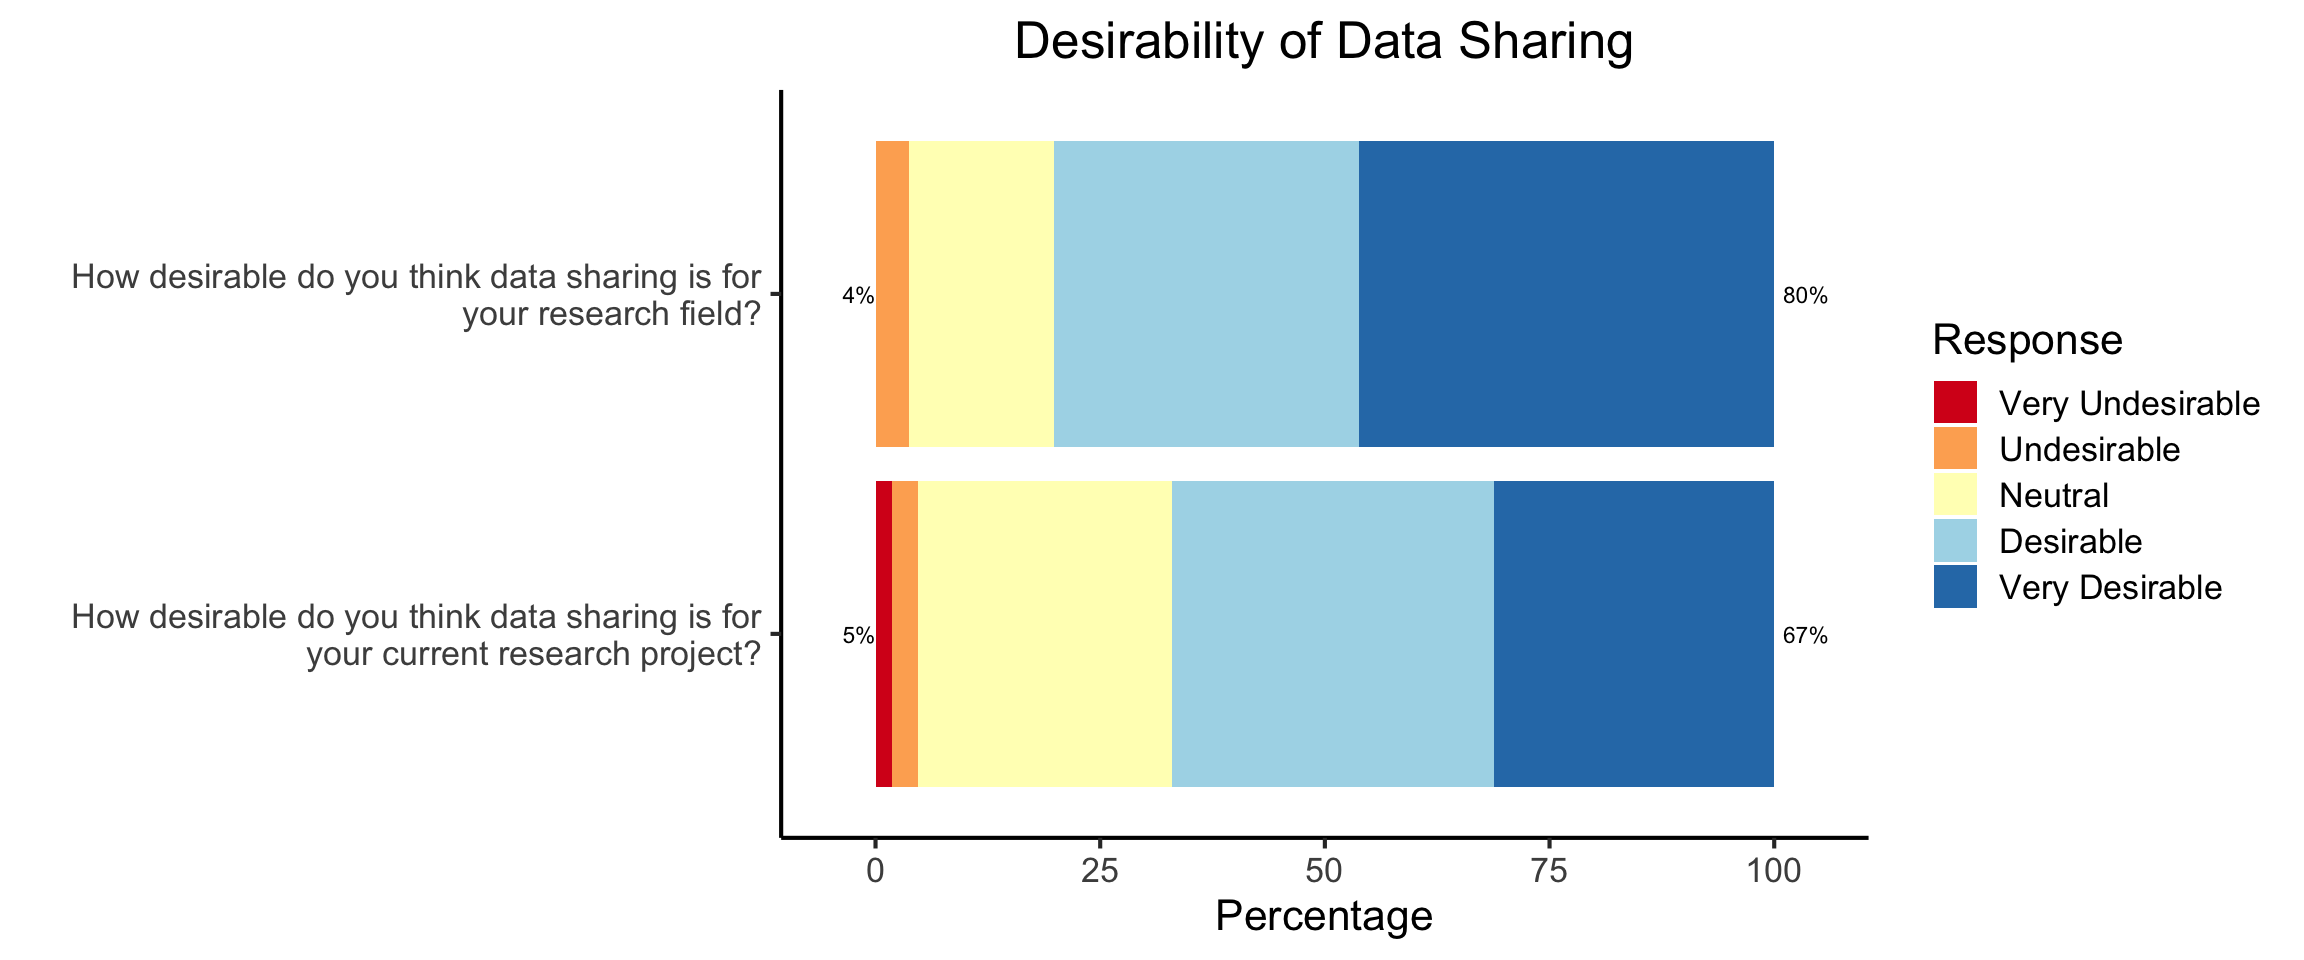 Desirability of Data Sharing
How desirable do you think data sharing is for
your research field?
4%
80%
How desirable do you think data sharing is for
your current research project?
5%
67%
0 25 50 75 100
Percentage
Response
Very Undesirable
Undesirable
Neutral
Desirable
Very Desirable